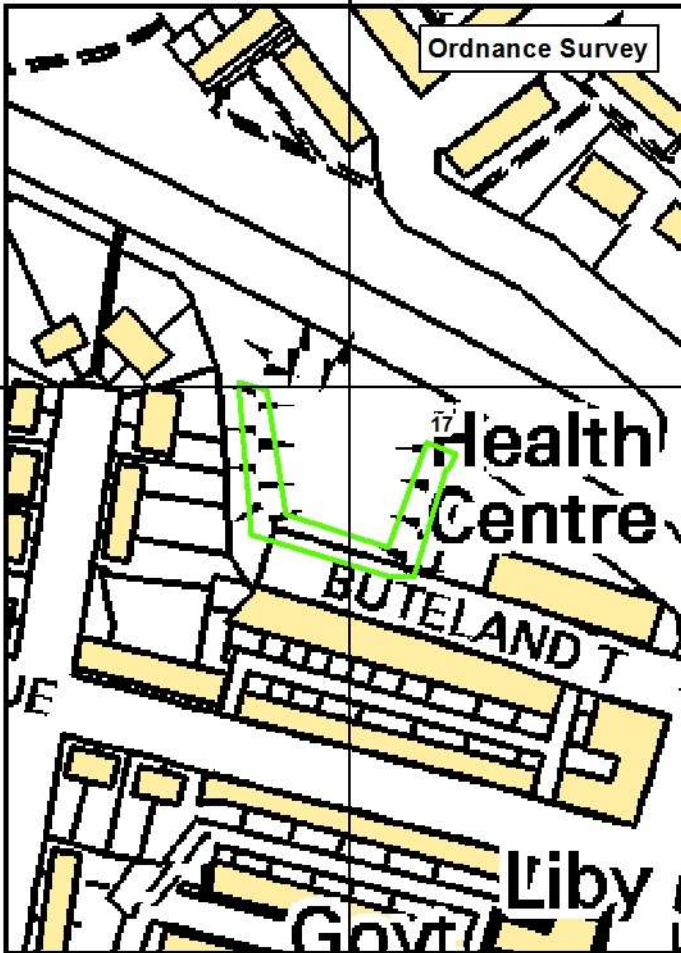 Ordnance Survey
17
Health
Centre
BUTELAND T
UE
Liby
Govt